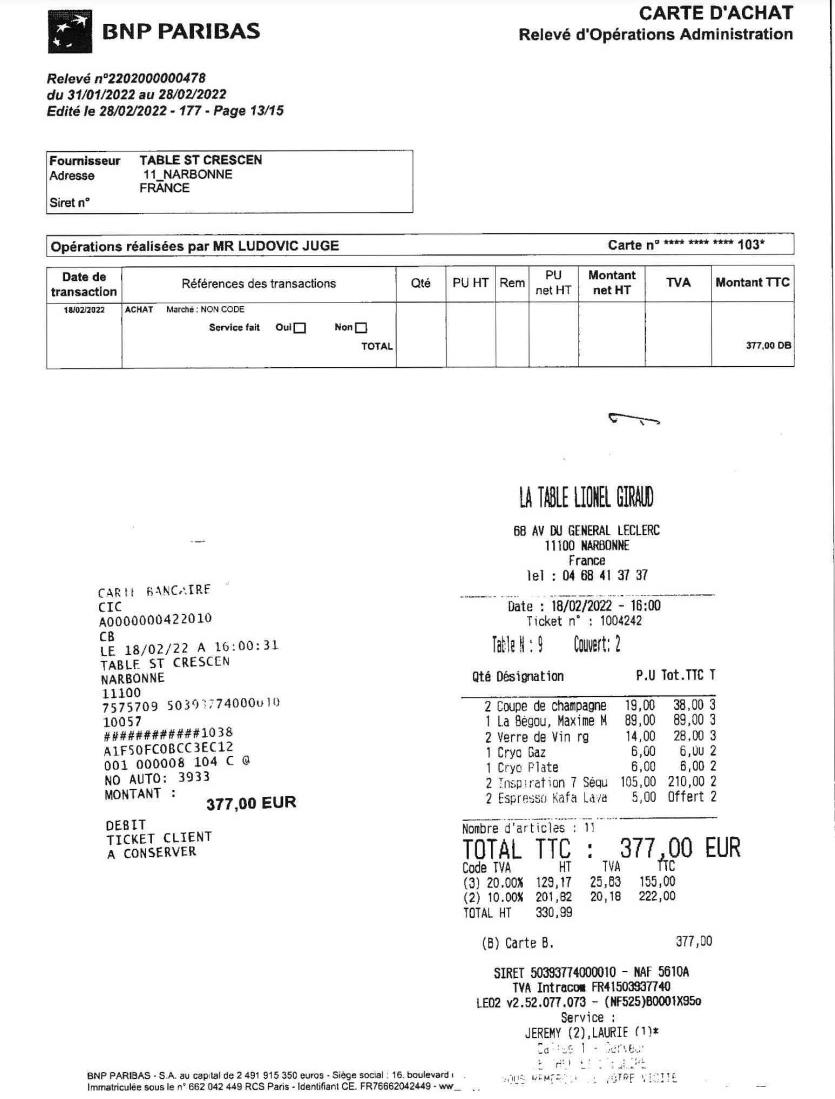 BNP PARIBAS
CARTE D'ACHAT
Relevé d'Opérations Administration
Relevé n°2202000000478
du 31/01/2022 au 28/02/2022
Edité le 28/02/2022 - 177 - Page 13/15
Fournisseur TABLE ST CRESCEN
Adresse 11_NARBONNE
FRANCE
Siret n°
Opérations réalisées par MR LUDOVIC JUGE Carte n° **** **** **** 103*
Date de transaction Références des transactions Qté PU HT Rem PU net HT Montant net HT TVA Montant TTC
18/02/2022 ACHAT Marché : NON CODE
Service fait Oui Non
TOTAL 377,00 DB
LA TABLE LIONEL GIRAUD
68 AV DU GENERAL LECLERC
11100 NARBONNE
France
Tel : 04 68 41 37 37
Date : 18/02/2022 - 16:00
Ticket n° : 1004242
Table N : 9 Couvert: 2
Qté Désignation P.U Tot.TTC T
2 Coupe de champagne 19,00 38,00 3
1 La Bégou, Maxime M 89,00 89,00 3
2 Verre de Vin rg 14,00 28,00 3
1 Cryo Gaz 6,00 6,00 2
1 Cryo Plate 6,00 6,00 2
2 Inspiration 7 Séqu 105,00 210,00 2
2 Espresso Kafa Lava 5,00 Offert 2
Nombre d'articles : 11
TOTAL TTC : 377,00 EUR
Code TVA HT TVA TTC
(3) 20.00% 129,17 25,83 155,00
(2) 10.00% 201,82 20,18 222,00
TOTAL HT 330,99
(B) Carte B. 377,00
SIRET 50393774000010 - NAF 5610A
TVA Intracom FR41503937740
LEO2 v2.52.077.073 - (NF525)B0001X95o
Service :
JEREMY (2),LAURIE (1)*
CARTE BANCAIRE
CIC
A0000000422010
CB
LE 18/02/22 A 16:00:31
TABLE ST CRESCEN
NARBONNE
11100
7575709 50393774000010
10057
############1038
A1F50FC0BCC3EC12
001 000008 104 C @
NO AUTO: 3933
MONTANT :
377,00 EUR
DEBIT
TICKET CLIENT
A CONSERVER
BNP PARIBAS - S.A. au capital de 2 491 915 350 euros - Siège social : 16. boulevard
Immatriculée sous le n° 662 042 449 RCS Paris - Identifiant CE. FR76662042449 - ww